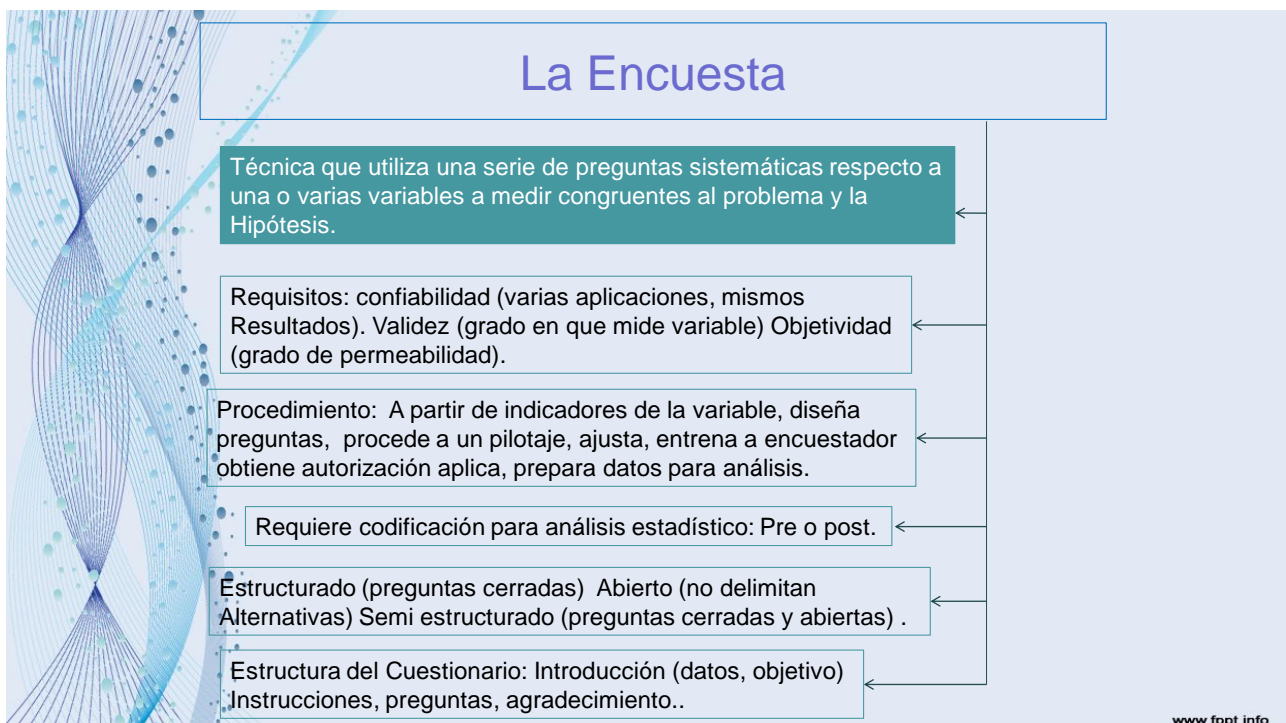 La Encuesta
Técnica que utiliza una serie de preguntas sistemáticas respecto a
una o varias variables a medir congruentes al problema y la
Hipótesis.
Requisitos: confiabilidad (varias aplicaciones, mismos
Resultados). Validez (grado en que mide variable) Objetividad
(grado de permeabilidad).
Procedimiento: A partir de indicadores de la variable, diseña
preguntas, procede a un pilotaje, ajusta, entrena a encuestador
obtiene autorización aplica, prepara datos para análisis.
Requiere codificación para análisis estadístico: Pre o post.
Estructurado (preguntas cerradas) Abierto (no delimitan
Alternativas) Semi estructurado (preguntas cerradas y abiertas) .
Estructura del Cuestionario: Introducción (datos, objetivo)
Instrucciones, preguntas, agradecimiento..
www.fppt.info